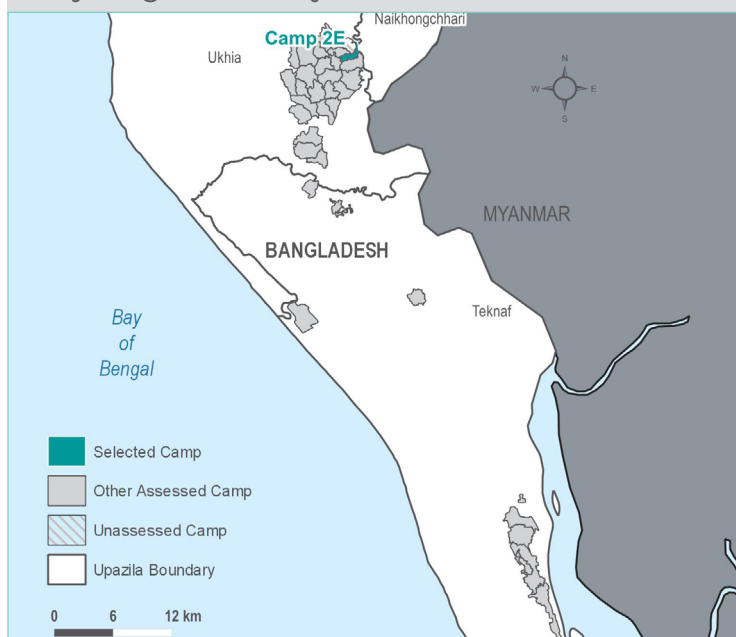 Naikhongchhari
Camp 2E
Ukhia
N
W
E
S
MYANMAR
BANGLADESH
Teknaf
Bay
of
Bengal
Selected Camp
Other Assessed Camp
Unassessed Camp
Upazila Boundary
0 6 12 km